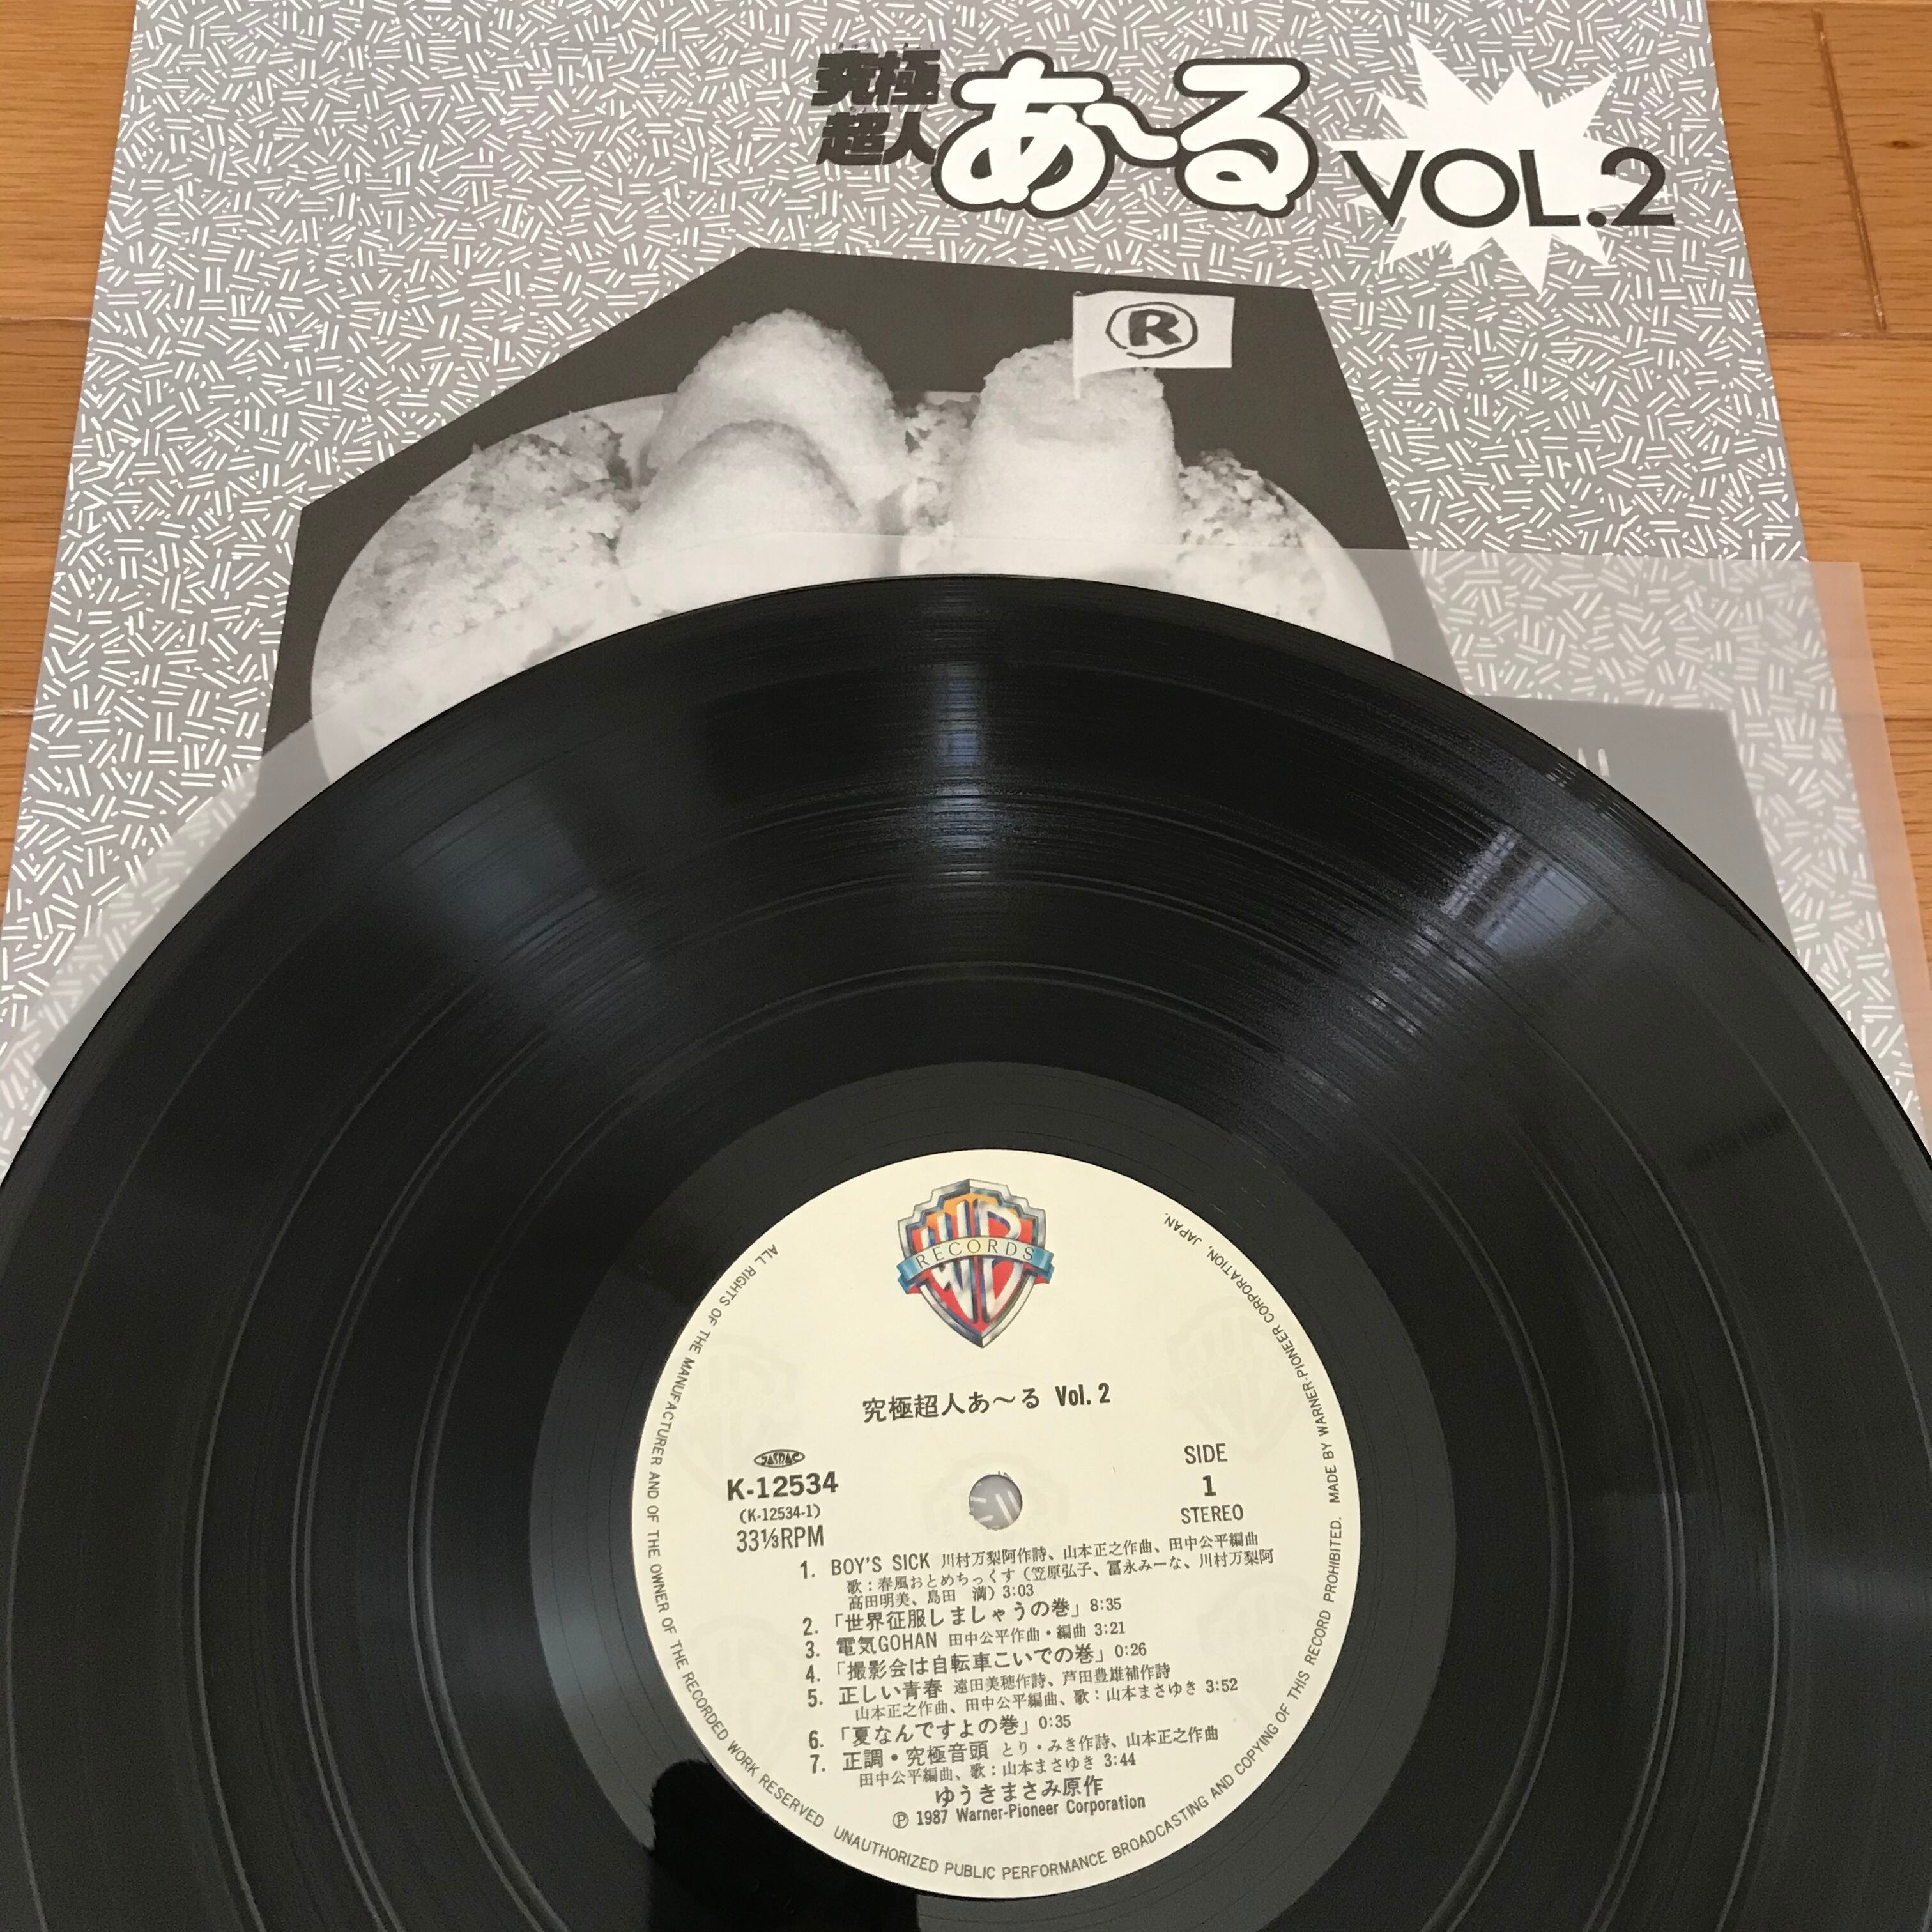 究極
超人
あ〜る
VOL.2
R
RECORDS
究極超人あ〜る Vol. 2
JASRAC
K-12534
(K-12534-1)
33⅓RPM
SIDE
1
STEREO
1. BOY'S SICK 川村万梨阿作詩、山本正之作曲、田中公平編曲
歌：春風おとめちっくす（笠原弘子、冨永みーな、川村万梨阿
高田明美、島田 満）3:03
2. 「世界征服しましゃうの巻」8:35
3. 電気GOHAN 田中公平作曲・編曲 3:21
4. 「撮影会は自転車こいでの巻」0:26
5. 正しい青春 遠田美穂作詩、芦田豊雄補作詩
山本正之作曲、田中公平編曲、歌：山本まさゆき 3:52
6. 「夏なんですよの巻」0:35
7. 正調・究極音頭 とり・みき作詩、山本正之作曲
田中公平編曲、歌：山本まさゆき 3:44
ゆうきまさみ原作
Ⓟ 1987 Warner-Pioneer Corporation
ALL RIGHTS OF THE MANUFACTURER AND OF THE OWNER OF THE RECORDED WORK RESERVED UNAUTHORIZED PUBLIC PERFORMANCE BROADCASTING AND COPYING OF THIS RECORD PROHIBITED. MADE BY WARNER-PIONEER CORPORATION, JAPAN.